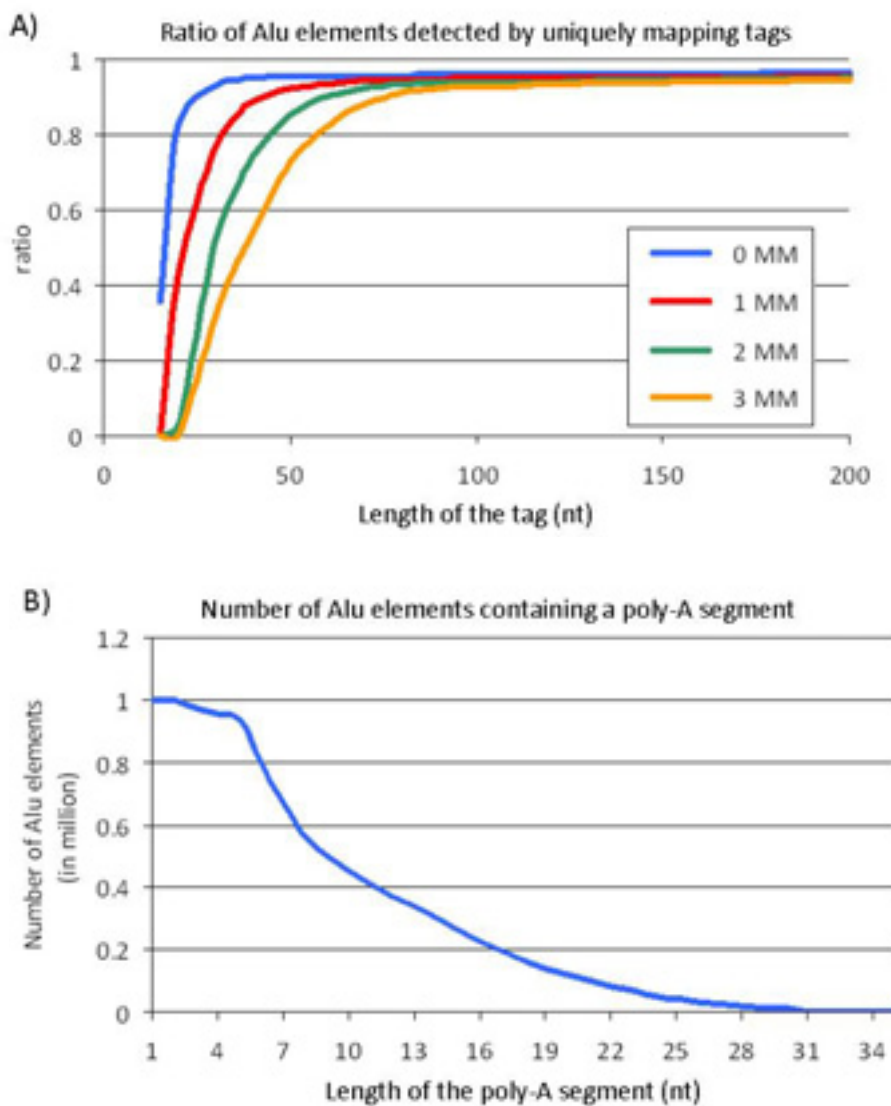 A)
Ratio of Alu elements detected by uniquely mapping tags
1
0.8
0.6
0.4
0.2
0
ratio
0 MM
1 MM
2 MM
3 MM
0 50 100 150 200
Length of the tag (nt)
B)
Number of Alu elements containing a poly-A segment
1.2
1
0.8
0.6
0.4
0.2
0
Number of Alu elements
(in million)
1 4 7 10 13 16 19 22 25 28 31 34
Length of the poly-A segment (nt)